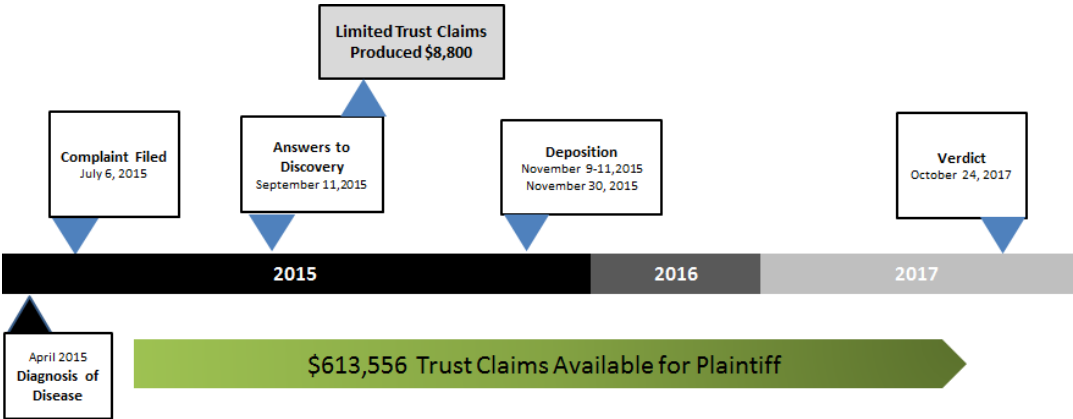 Limited Trust Claims
Produced $8,800
Complaint Filed
July 6, 2015
Answers to
Discovery
September 11,2015
Deposition
November 9-11,2015
November 30, 2015
Verdict
October 24, 2017
2015
2016
2017
April 2015
Diagnosis of
Disease
$613,556 Trust Claims Available for Plaintiff